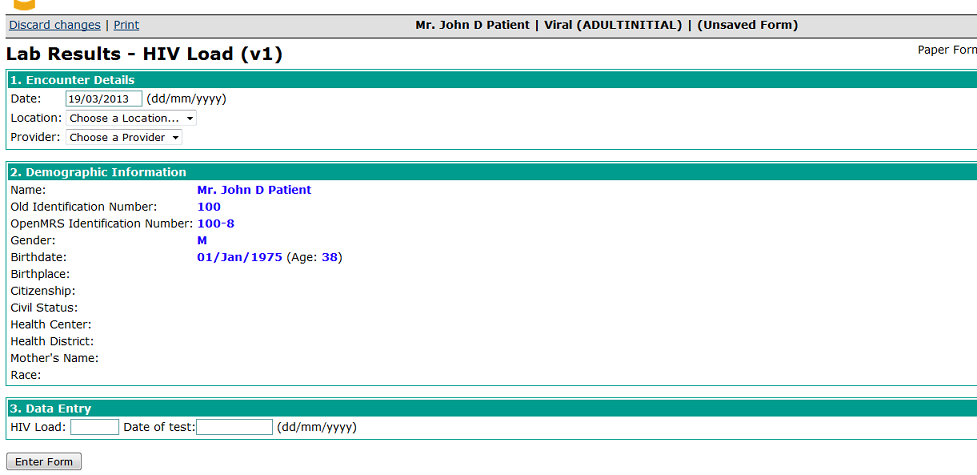 Discard changes | Print
Mr. John D Patient | Viral (ADULTINITIAL) | (Unsaved Form)
Lab Results - HIV Load (v1)
Paper Form
1. Encounter Details
Date: 19/03/2013 (dd/mm/yyyy)
Location: Choose a Location...
Provider: Choose a Provider
2. Demographic Information
Name: Mr. John D Patient
Old Identification Number: 100
OpenMRS Identification Number: 100-8
Gender: M
Birthdate: 01/Jan/1975 (Age: 38)
Birthplace:
Citizenship:
Civil Status:
Health Center:
Health District:
Mother's Name:
Race:
3. Data Entry
HIV Load: Date of test: (dd/mm/yyyy)
Enter Form